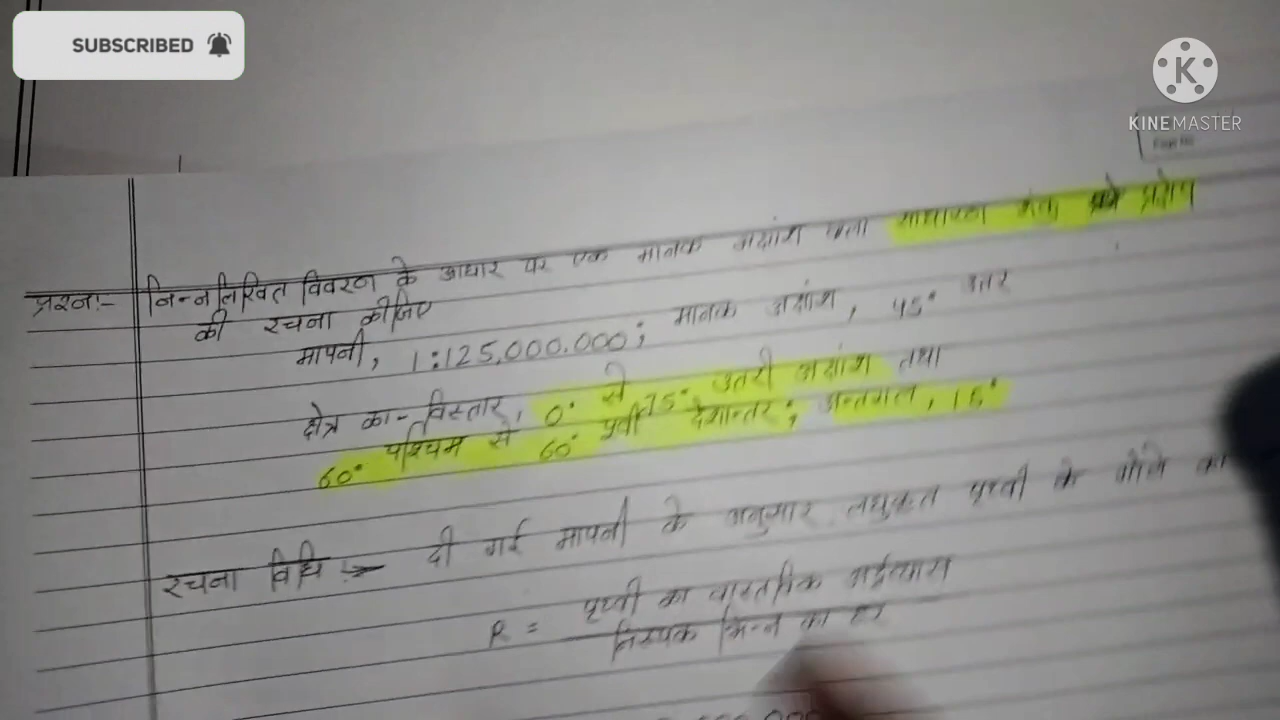 SUBSCRIBED
KINEMASTER
प्रश्न:- निम्नलिखित विवरण के आधार पर एक मानक अक्षांश वाला साधारण शंकु प्रक्षेप
की रचना कीजिए
मापनी, 1:125,000,000; मानक अक्षांश, 45° उत्तर
क्षेत्र का-विस्तार, 0° से 75° उतरी अक्षांश तथा
60° पश्चिम से 60° पूर्वी देशान्तर; अन्तराल, 15°
रचना विधि :→ दी गई मापनी के अनुसार लघुकृत पृथ्वी के गोले का
R = पृथ्वी का वास्तविक अर्द्धव्यास
निरूपक भिन्न का हर